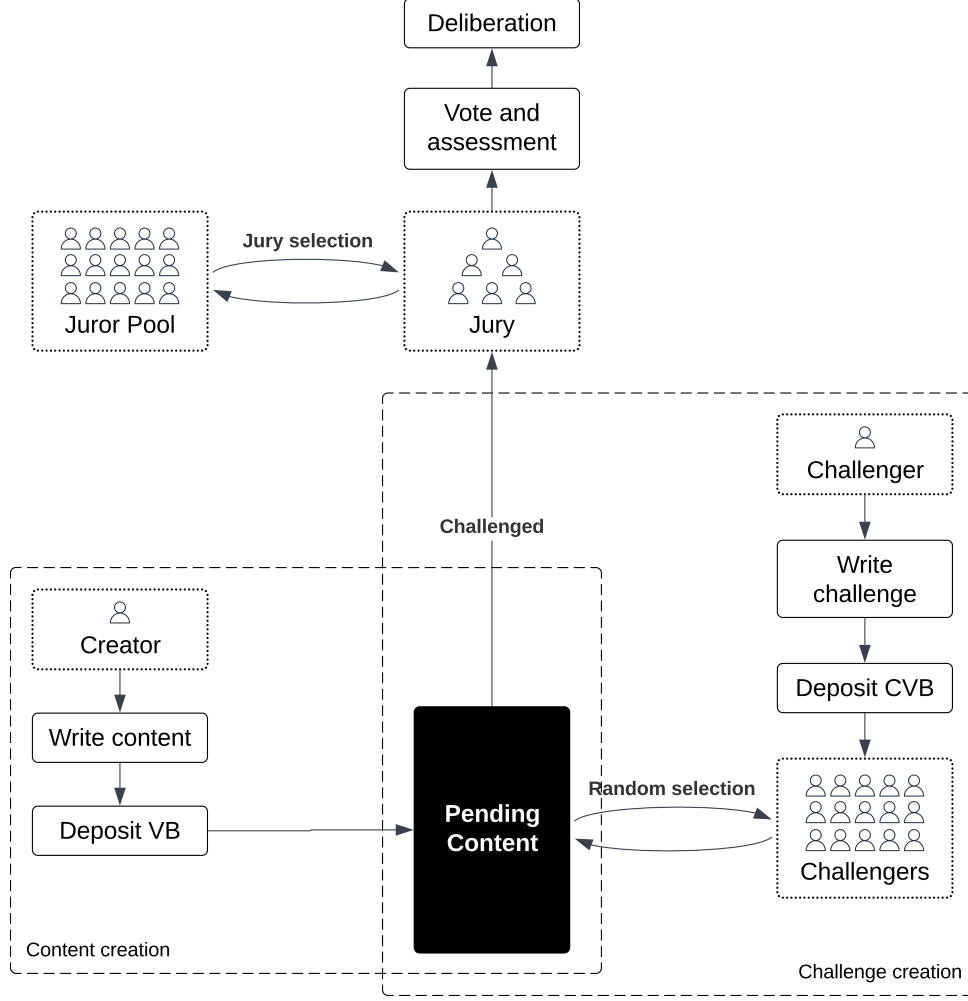 Deliberation
Vote and
assessment
Jury selection
Juror Pool
Jury
Challenger
Challenged
Write
challenge
Creator
Deposit CVB
Write content
Random selection
Pending
Content
Deposit VB
Challengers
Content creation
Challenge creation